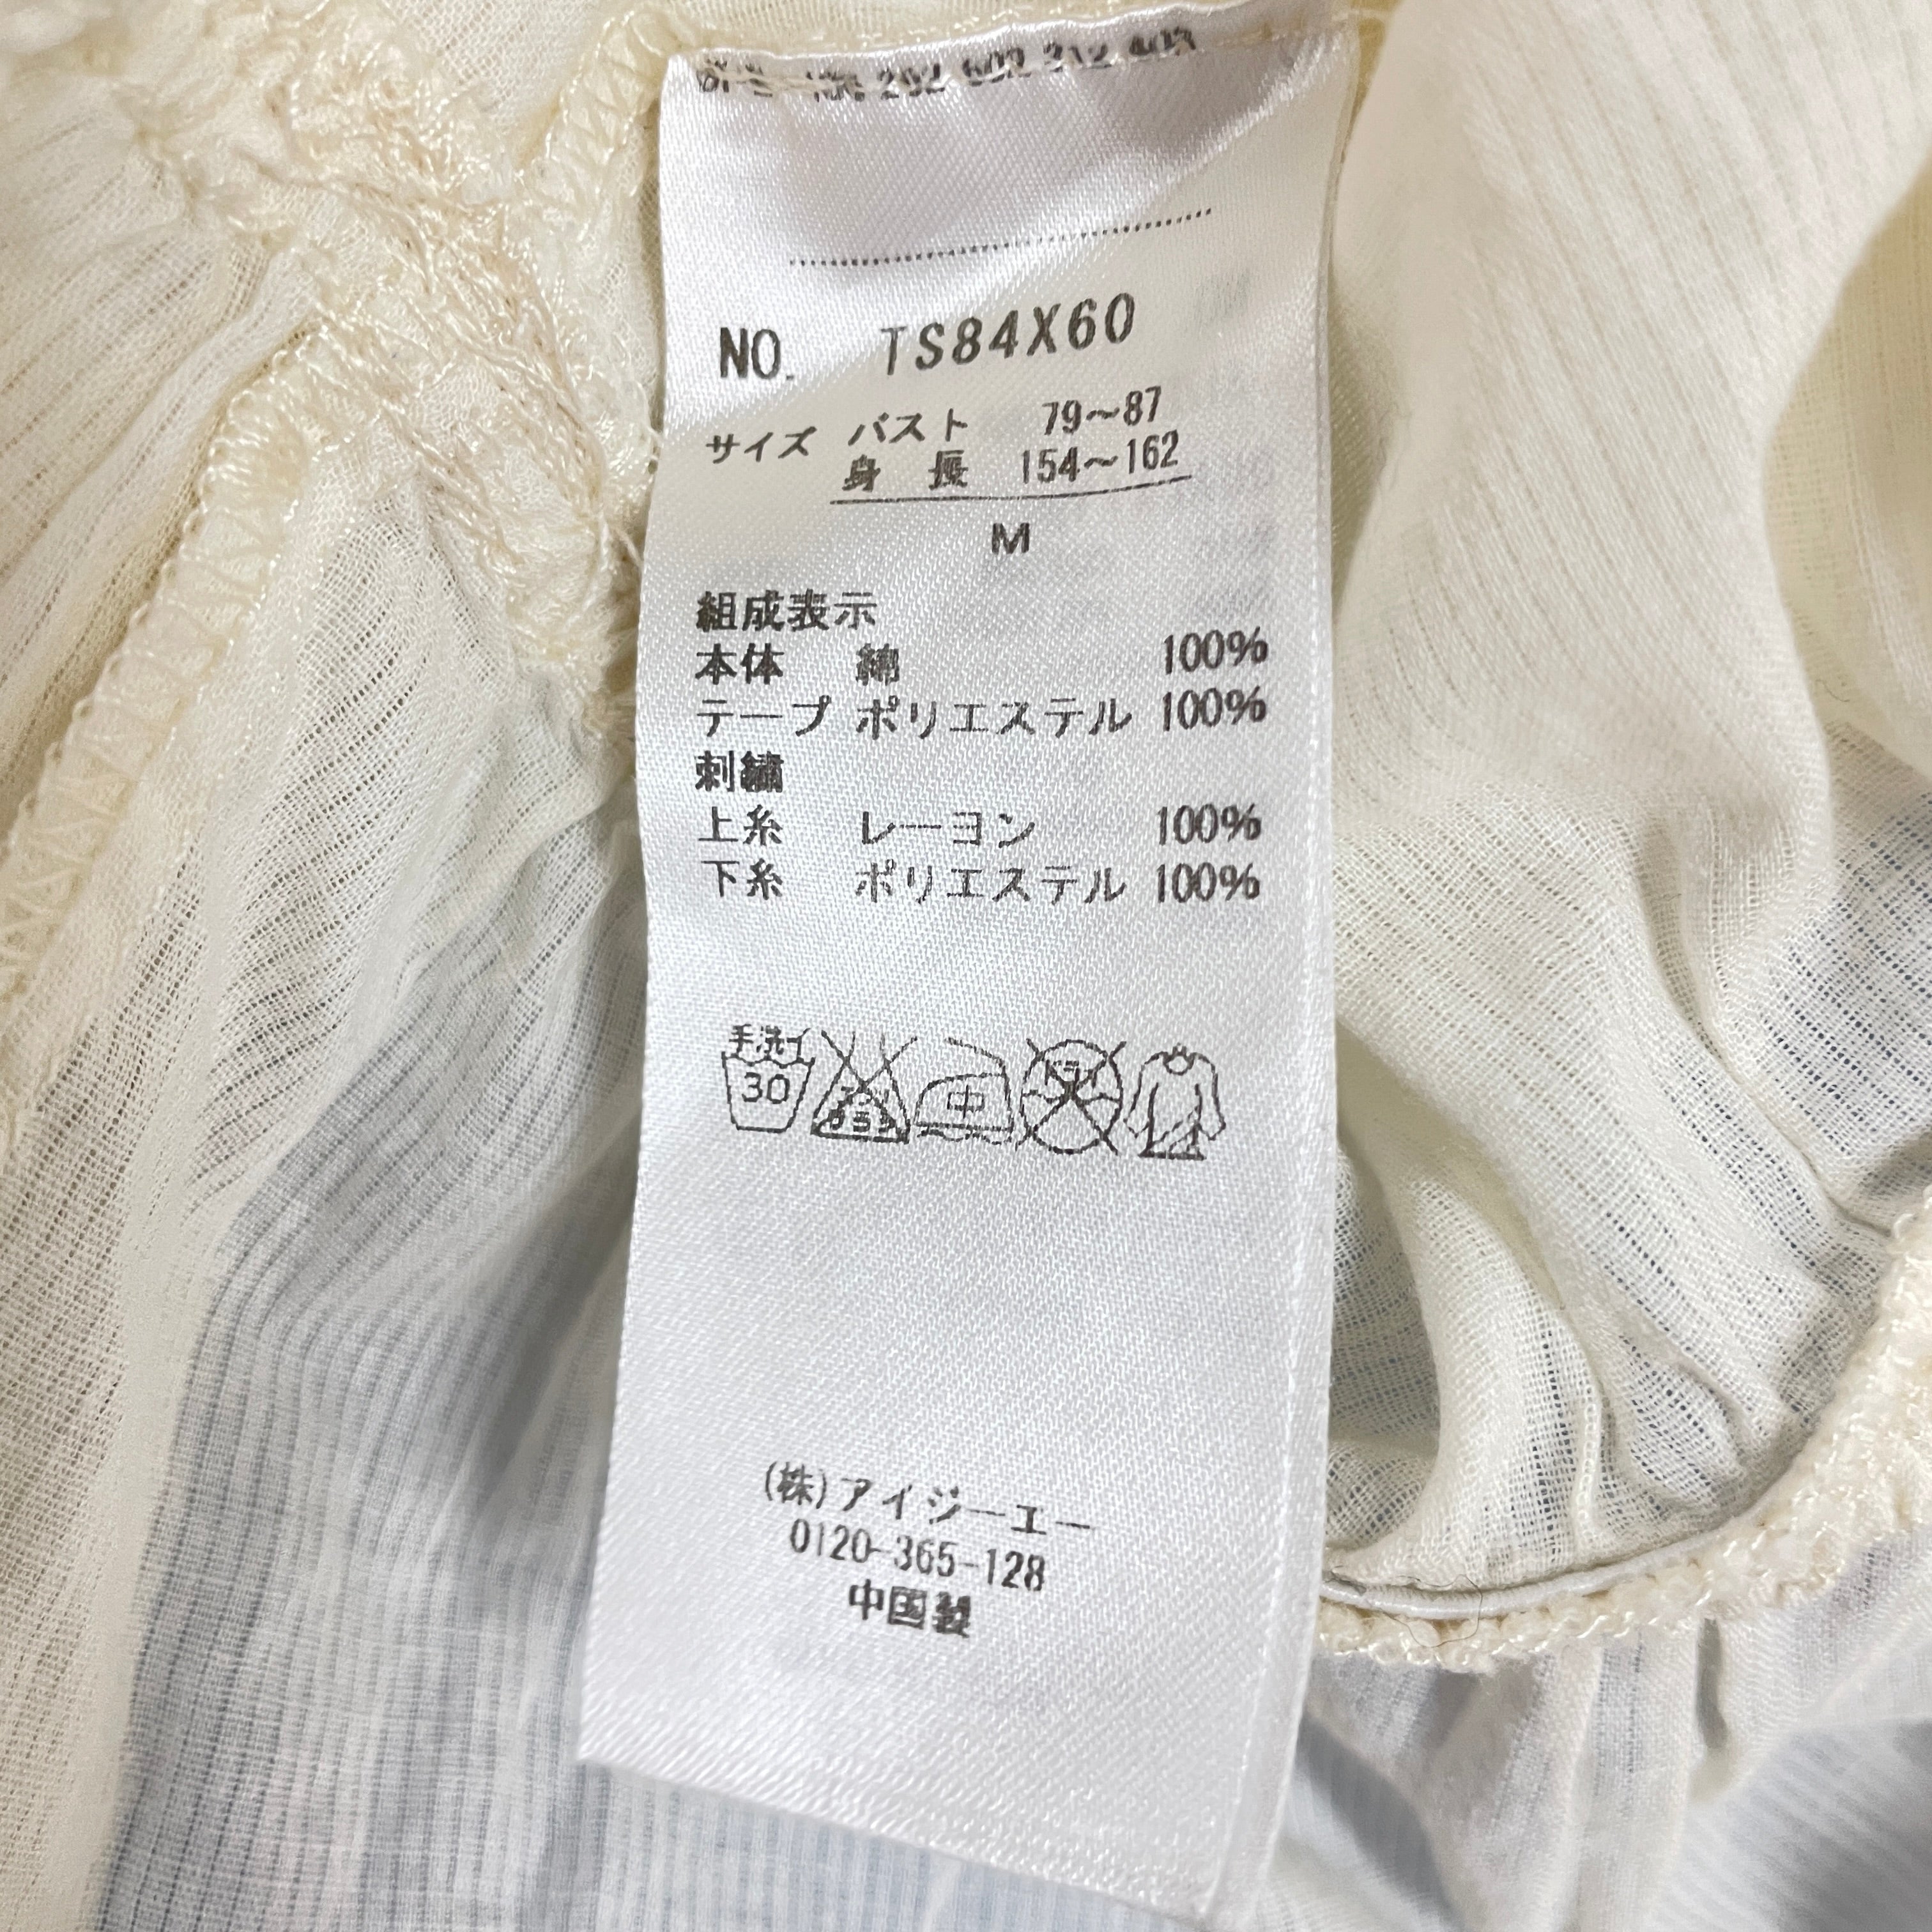 NO. TS84X60
サイズ バスト 79～87
身長 154～162
M
組成表示
本体 綿 100%
テープ ポリエステル 100%
刺繍
上糸 レーヨン 100%
下糸 ポリエステル 100%
手洗イ
30
中
(株)アイジーエー
0120-365-128
中国製